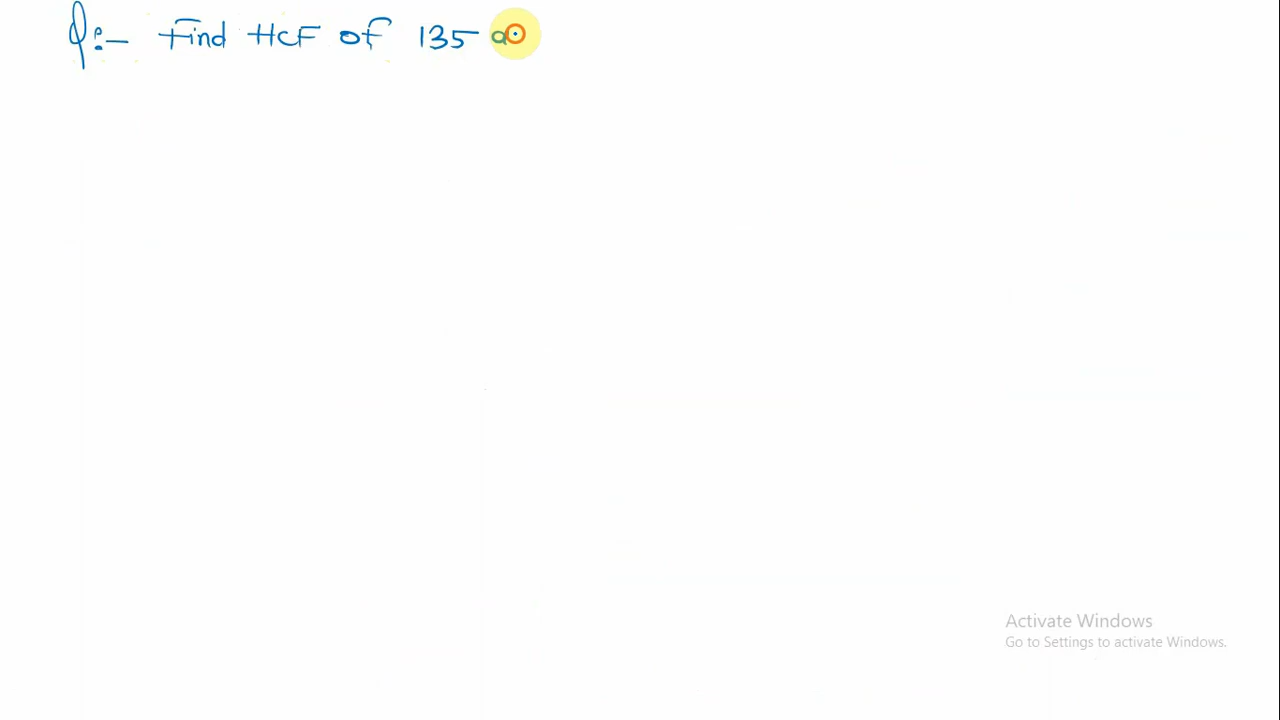 Q:- Find HCF of 135 a
Activate Windows
Go to Settings to activate Windows.